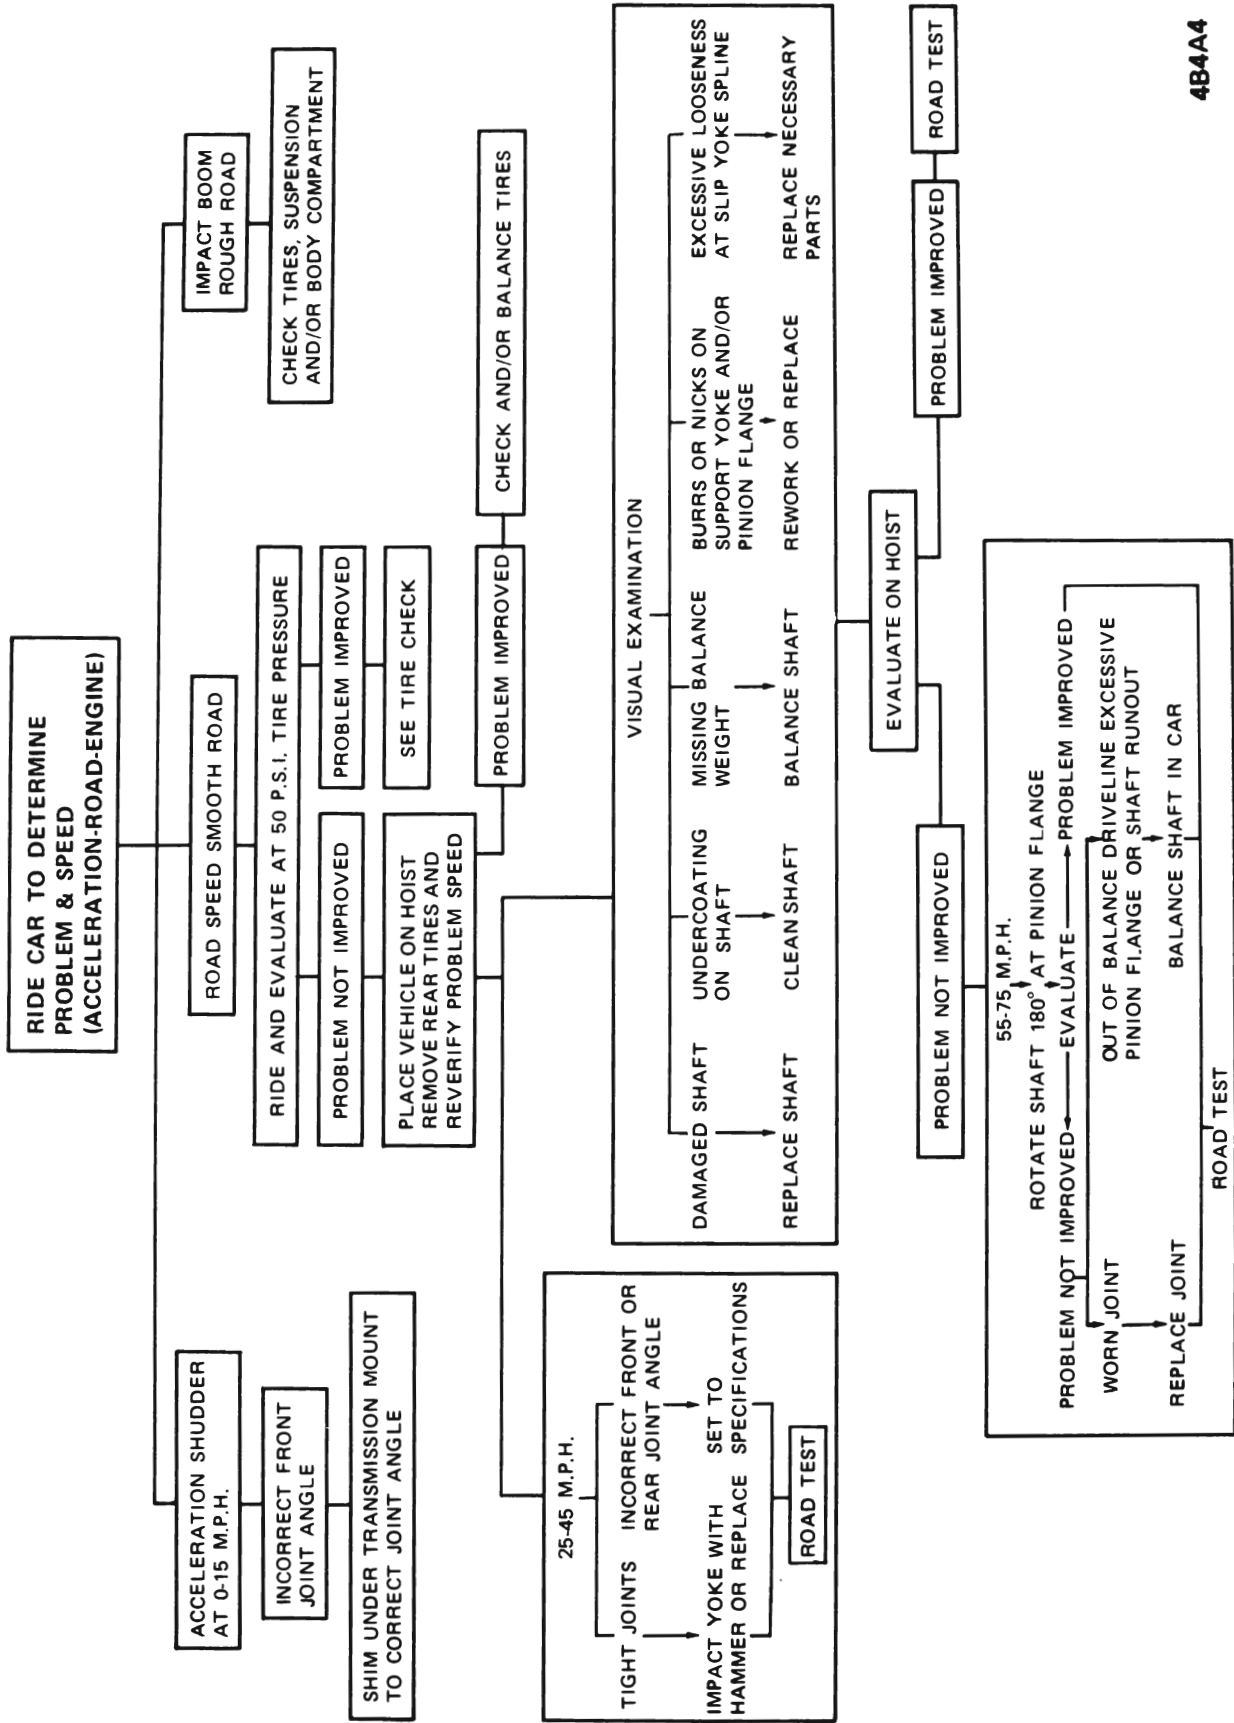 RIDE CAR TO DETERMINE
PROBLEM & SPEED
(ACCELERATION-ROAD-ENGINE)
ACCELERATION SHUDDER
AT 0-15 M.P.H.
INCORRECT FRONT
JOINT ANGLE
SHIM UNDER TRANSMISSION MOUNT
TO CORRECT JOINT ANGLE
ROAD SPEED SMOOTH ROAD
RIDE AND EVALUATE AT 50 P.S.I. TIRE PRESSURE
PROBLEM NOT IMPROVED
PROBLEM IMPROVED
PLACE VEHICLE ON HOIST
REMOVE REAR TIRES AND
REVERIFY PROBLEM SPEED
SEE TIRE CHECK
IMPACT BOOM
ROUGH ROAD
CHECK TIRES, SUSPENSION
AND/OR BODY COMPARTMENT
PROBLEM IMPROVED
CHECK AND/OR BALANCE TIRES
25-45 M.P.H.
TIGHT JOINTS
INCORRECT FRONT OR
REAR JOINT ANGLE
IMPACT YOKE WITH
HAMMER OR REPLACE
SET TO
SPECIFICATIONS
ROAD TEST
VISUAL EXAMINATION
DAMAGED SHAFT
UNDERCOATING
ON SHAFT
MISSING BALANCE
WEIGHT
BURRS OR NICKS ON
SUPPORT YOKE AND/OR
PINION FLANGE
EXCESSIVE LOOSENESS
AT SLIP YOKE SPLINE
REPLACE SHAFT
CLEAN SHAFT
BALANCE SHAFT
REWORK OR REPLACE
REPLACE NECESSARY
PARTS
EVALUATE ON HOIST
PROBLEM NOT IMPROVED
PROBLEM IMPROVED
ROAD TEST
55-75 M.P.H.
ROTATE SHAFT 180° AT PINION FLANGE
PROBLEM NOT IMPROVED
EVALUATE
PROBLEM IMPROVED
WORN JOINT
OUT OF BALANCE DRIVELINE EXCESSIVE
PINION FLANGE OR SHAFT RUNOUT
REPLACE JOINT
BALANCE SHAFT IN CAR
ROAD TEST
4B4A4